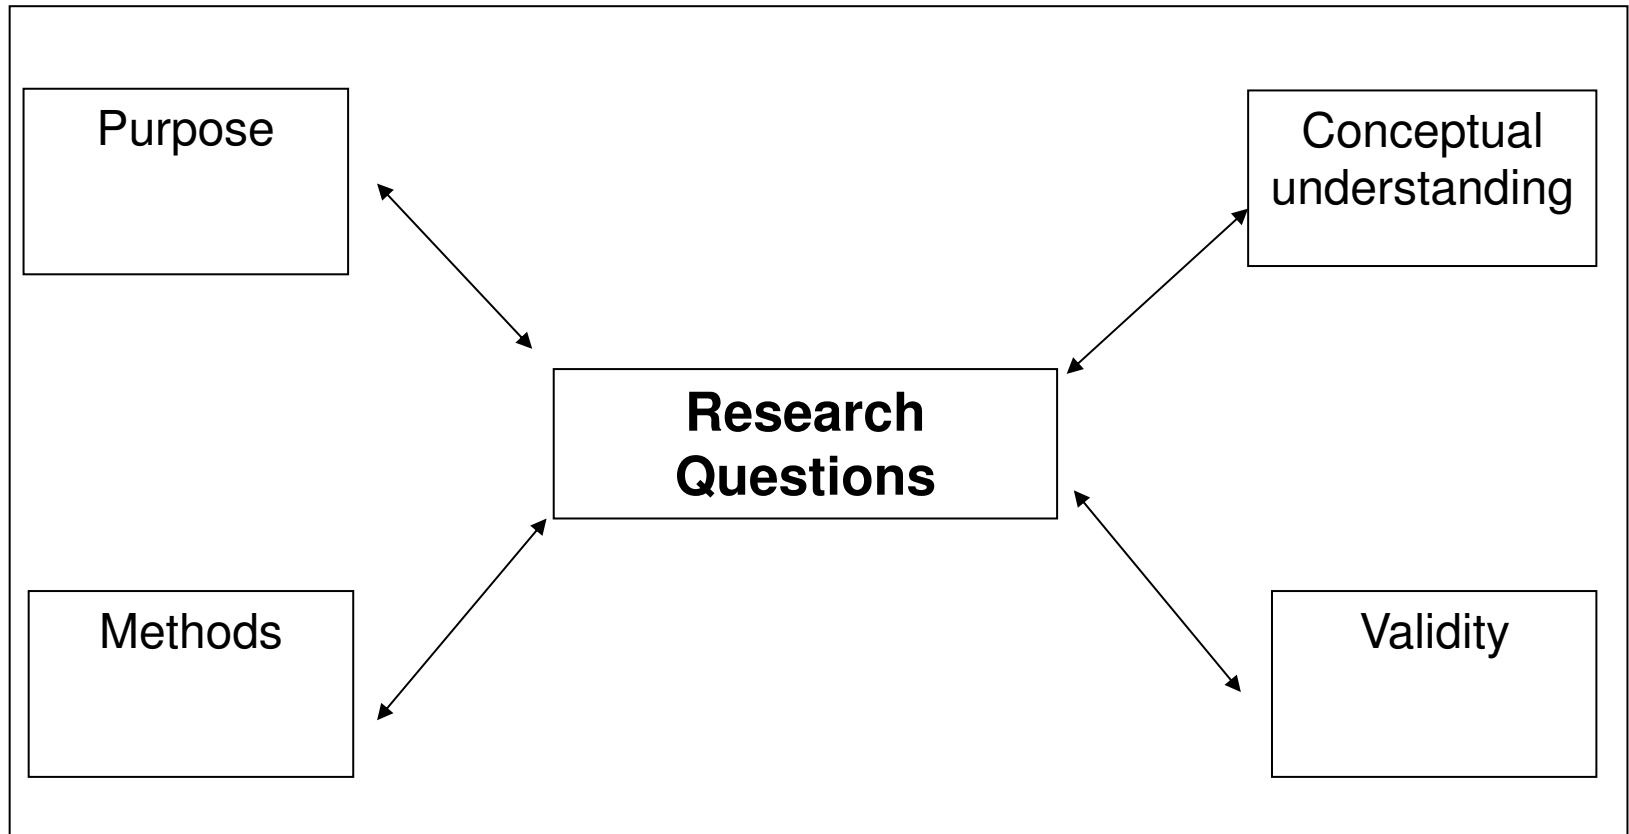 Purpose
Conceptual
understanding
Research
Questions
Methods
Validity